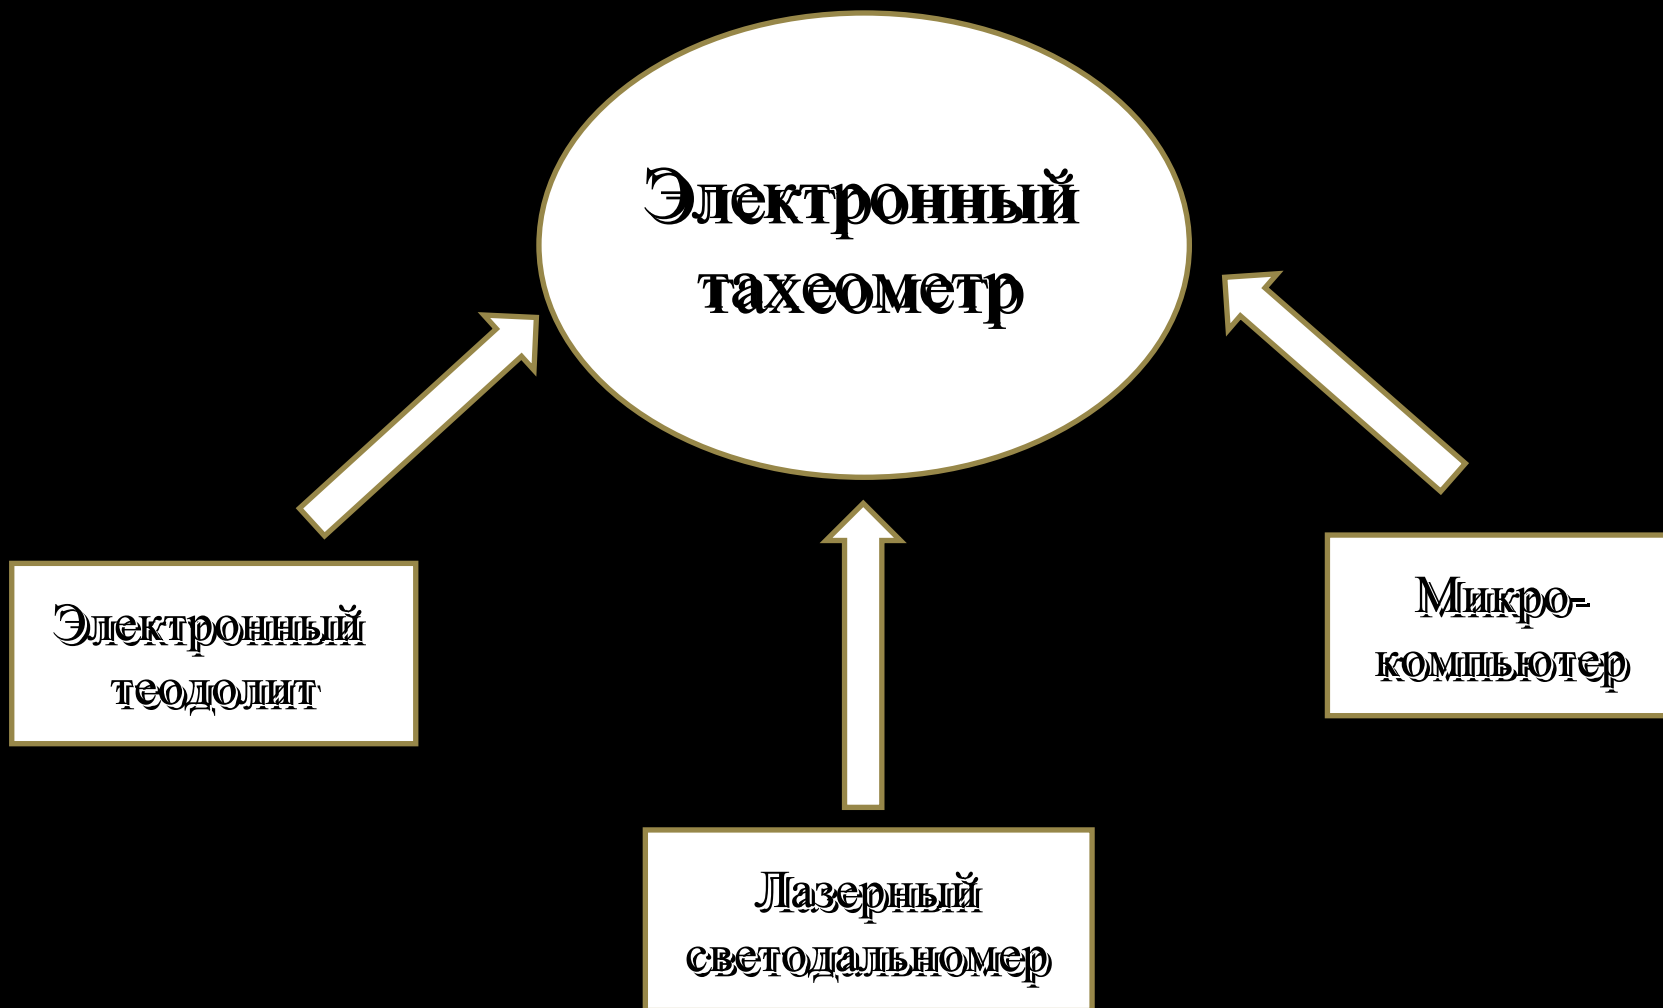 Электронный
тахеометр
Электронный
теодолит
Микро-
компьютер
Лазерный
светодальномер